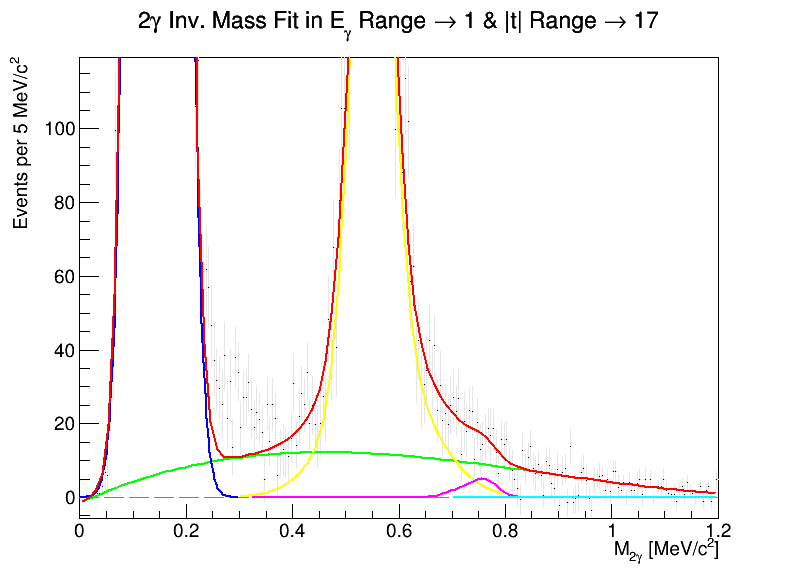 2γ Inv. Mass Fit in Eγ Range → 1 & |t| Range → 17
Events per 5 MeV/c²
100
80
60
40
20
0
0 0.2 0.4 0.6 0.8 1 1.2
M2γ [MeV/c²]